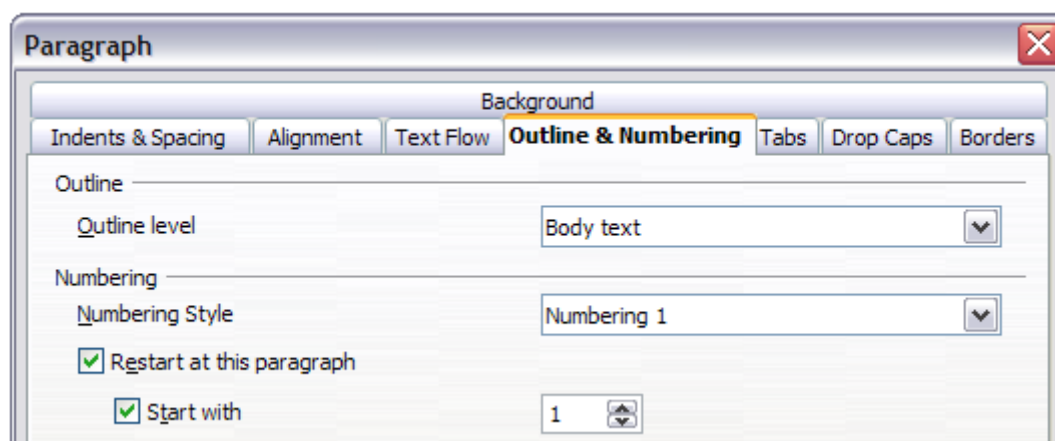 Paragraph
Background
Indents & Spacing Alignment Text Flow Outline & Numbering Tabs Drop Caps Borders
Outline
Outline level Body text
Numbering
Numbering Style Numbering 1
Restart at this paragraph
Start with 1